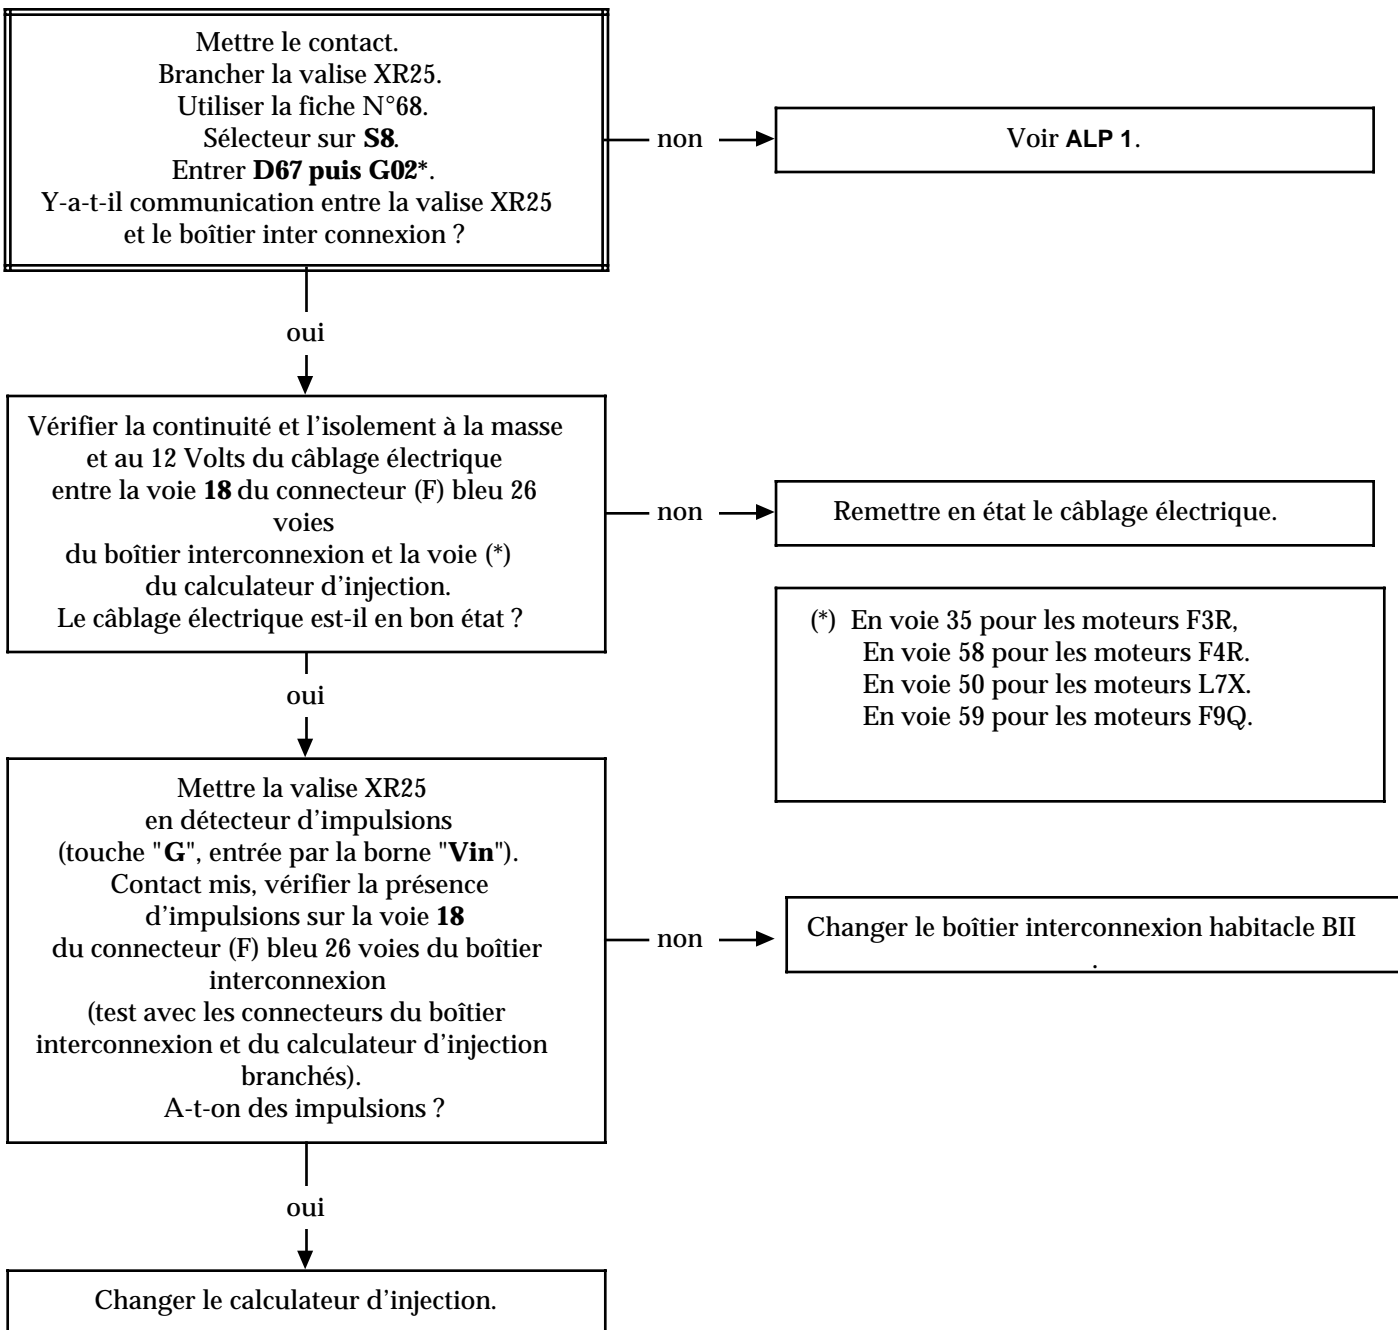 Mettre le contact.
Brancher la valise XR25.
Utiliser la fiche N°68.
Sélecteur sur S8.
Entrer D67 puis G02*.
Y-a-t-il communication entre la valise XR25
et le boîtier inter connexion ?
non
Voir ALP 1.
oui
Vérifier la continuité et l'isolement à la masse
et au 12 Volts du câblage électrique
entre la voie 18 du connecteur (F) bleu 26
voies
du boîtier interconnexion et la voie (*)
du calculateur d'injection.
Le câblage électrique est-il en bon état ?
non
Remettre en état le câblage électrique.
(*) En voie 35 pour les moteurs F3R,
En voie 58 pour les moteurs F4R.
En voie 50 pour les moteurs L7X.
En voie 59 pour les moteurs F9Q.
oui
Mettre la valise XR25
en détecteur d'impulsions
(touche "G", entrée par la borne "Vin").
Contact mis, vérifier la présence
d'impulsions sur la voie 18
du connecteur (F) bleu 26 voies du boîtier
interconnexion
(test avec les connecteurs du boîtier
interconnexion et du calculateur d'injection
branchés).
A-t-on des impulsions ?
non
Changer le boîtier interconnexion habitacle BII
.
oui
Changer le calculateur d'injection.